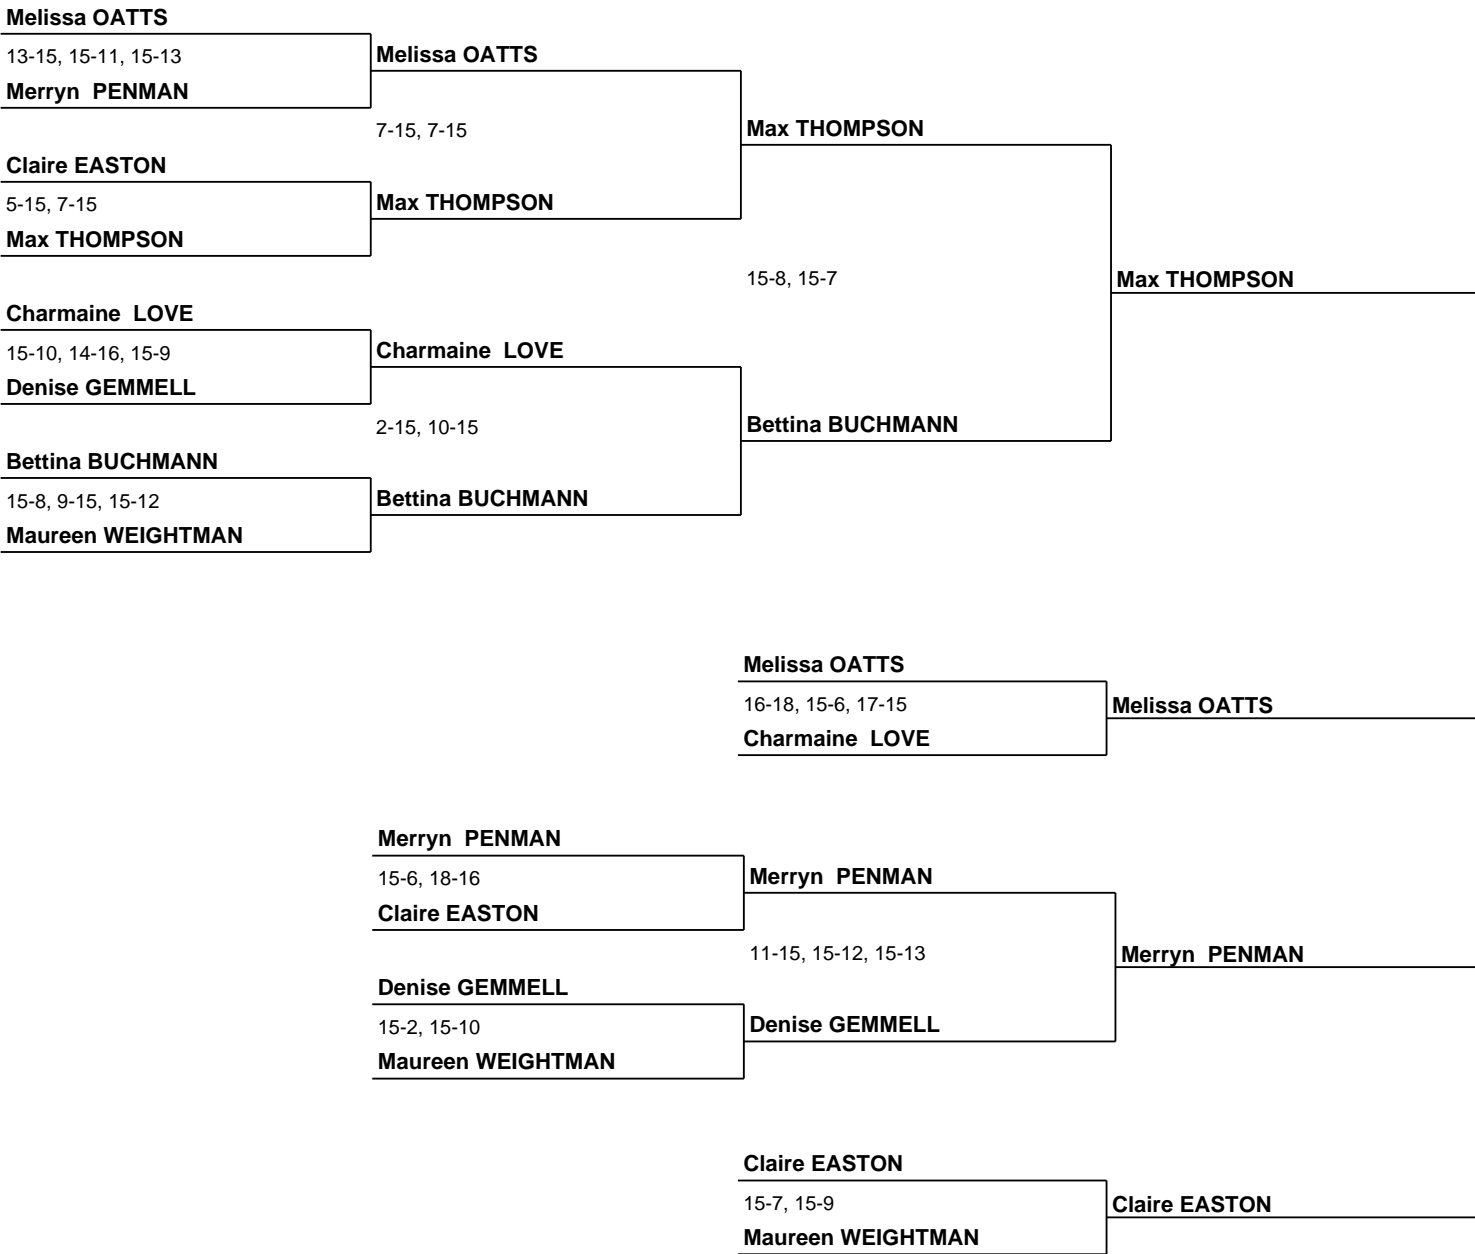 Melissa OATTS
13-15, 15-11, 15-13
Melissa OATTS
Merryn  PENMAN
7-15, 7-15
Max THOMPSON
Claire EASTON
5-15, 7-15
Max THOMPSON
Max THOMPSON
15-8, 15-7
Max THOMPSON
Charmaine  LOVE
15-10, 14-16, 15-9
Charmaine  LOVE
Denise GEMMELL
2-15, 10-15
Bettina BUCHMANN
Bettina BUCHMANN
15-8, 9-15, 15-12
Bettina BUCHMANN
Maureen WEIGHTMAN
Melissa OATTS
16-18, 15-6, 17-15
Melissa OATTS
Charmaine  LOVE
Merryn  PENMAN
15-6, 18-16
Merryn  PENMAN
Claire EASTON
11-15, 15-12, 15-13
Merryn  PENMAN
Denise GEMMELL
15-2, 15-10
Denise GEMMELL
Maureen WEIGHTMAN
Claire EASTON
15-7, 15-9
Claire EASTON
Maureen WEIGHTMAN